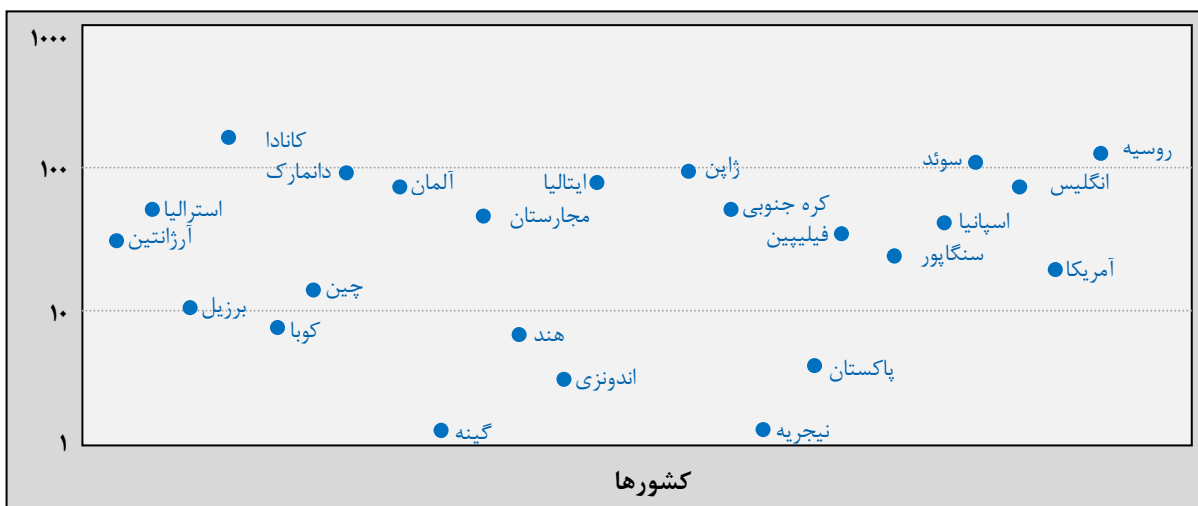 ۱۰۰۰
کانادا
روسیه
۱۰۰
دانمارک
آلمان
ایتالیا
ژاپن
سوئد
انگلیس
استرالیا
مجارستان
کره جنوبی
اسپانیا
آرژانتین
فیلیپین
سنگاپور
آمریکا
چین
۱۰
برزیل
کوبا
هند
اندونزی
پاکستان
گینه
نیجریه
۱
کشورها